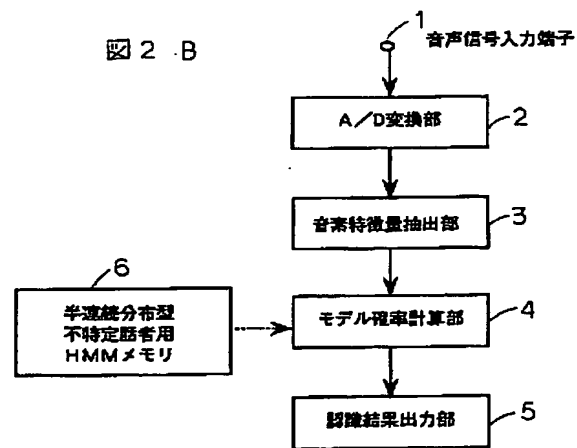 図2 B
1
音声信号入力端子
A/D変換部
2
音素特徴量抽出部
3
6
半連続分布型
不特定話者用
HMMメモリ
モデル確率計算部
4
認識結果出力部
5